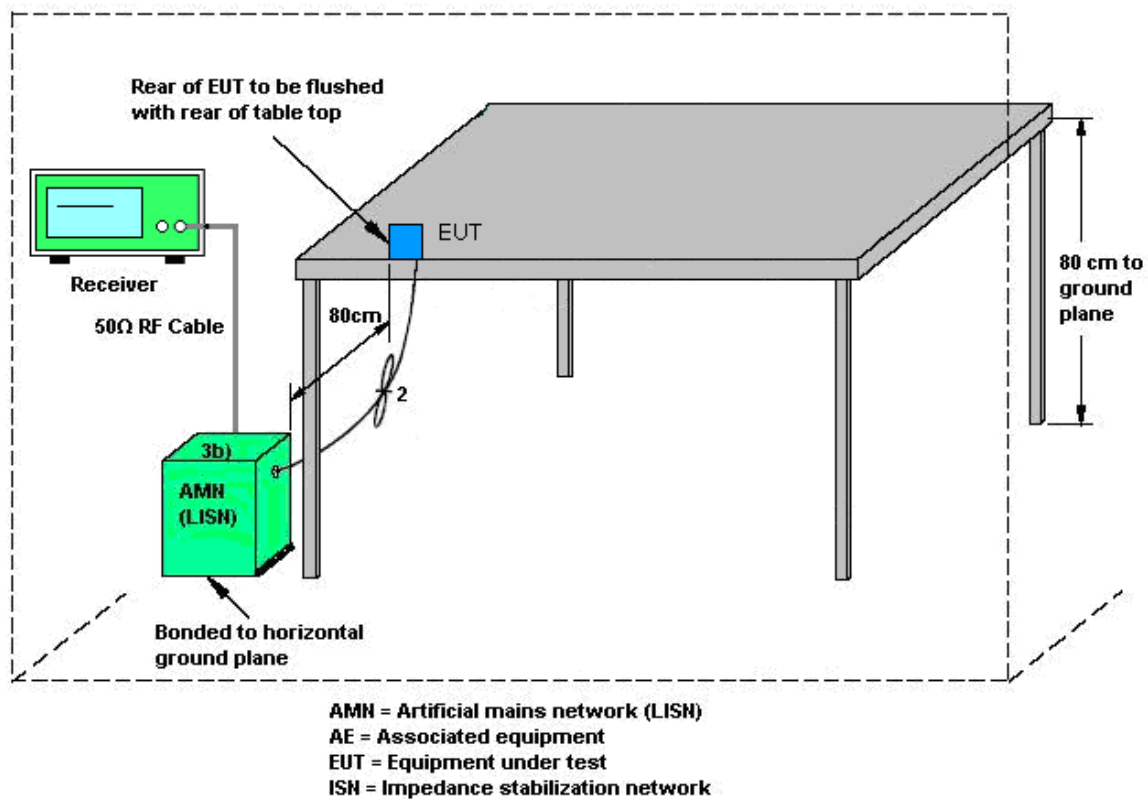 Rear of EUT to be flushed
with rear of table top
EUT
Receiver
50Ω RF Cable
80cm
80 cm to
ground
plane
2
3b)
AMN
(LISN)
Bonded to horizontal
ground plane
AMN = Artificial mains network (LISN)
AE = Associated equipment
EUT = Equipment under test
ISN = Impedance stabilization network